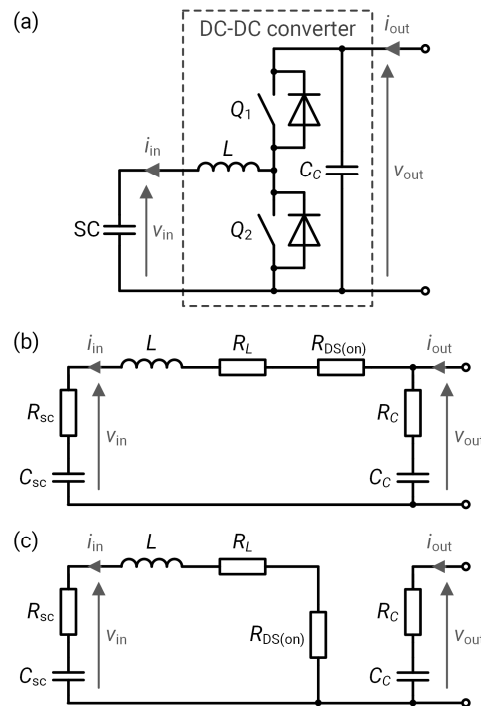 (a)
DC-DC converter
i_out
Q_1
i_in
L
C_C
v_out
SC
v_in
Q_2
(b)
i_in
L
R_L
R_DS(on)
i_out
R_sc
v_in
R_C
v_out
C_sc
C_C
(c)
i_in
L
R_L
i_out
R_sc
v_in
R_DS(on)
R_C
v_out
C_sc
C_C